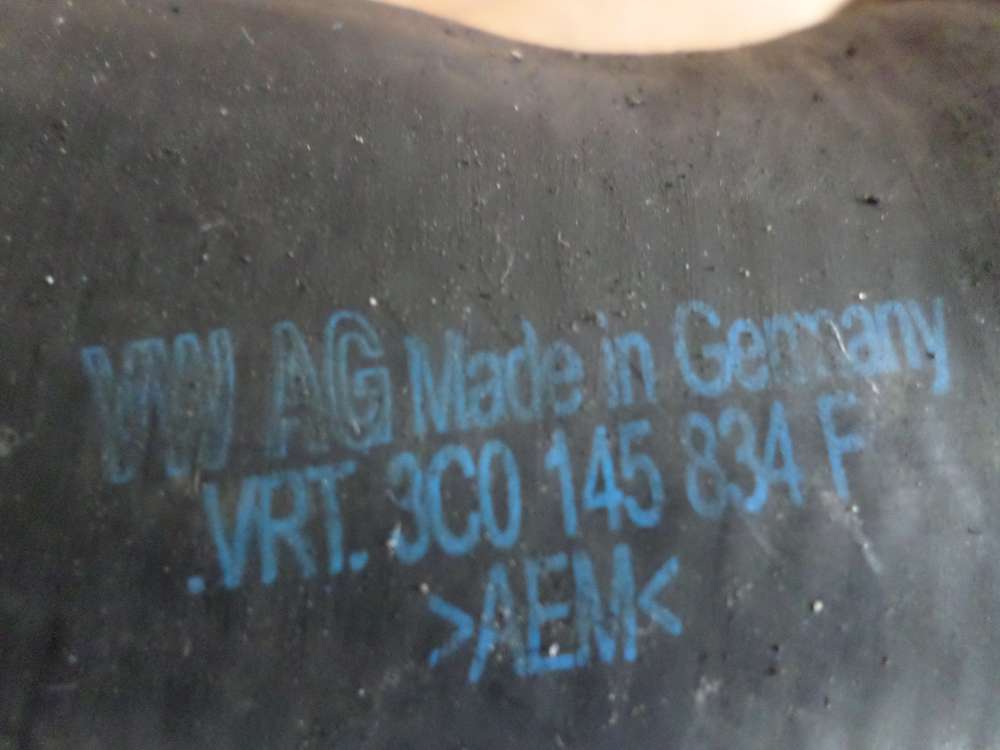 VW AG Made in Germany
.VRT. 3C0 145 834 F
>AEM<